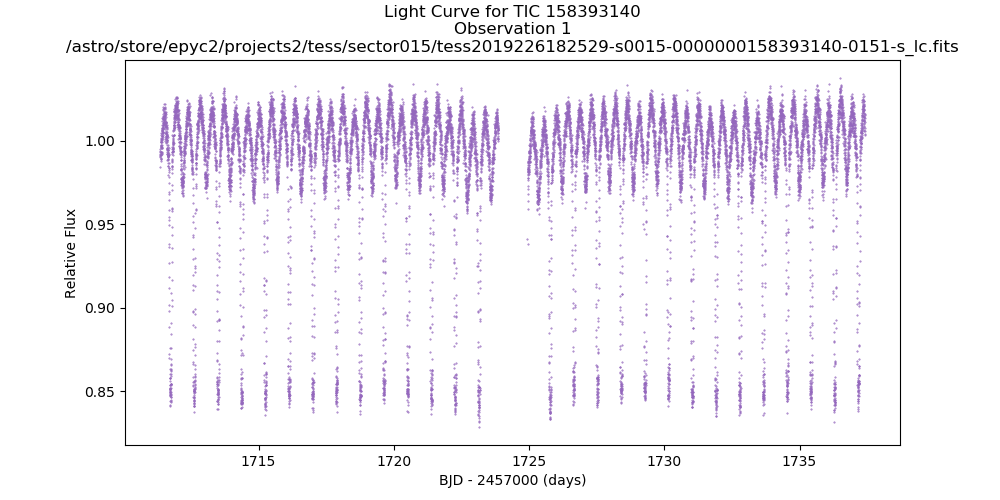 Light Curve for TIC 158393140
Observation 1
/astro/store/epyc2/projects2/tess/sector015/tess2019226182529-s0015-0000000158393140-0151-s_lc.fits
Relative Flux
1.00
0.95
0.90
0.85
1715
1720
1725
1730
1735
BJD - 2457000 (days)